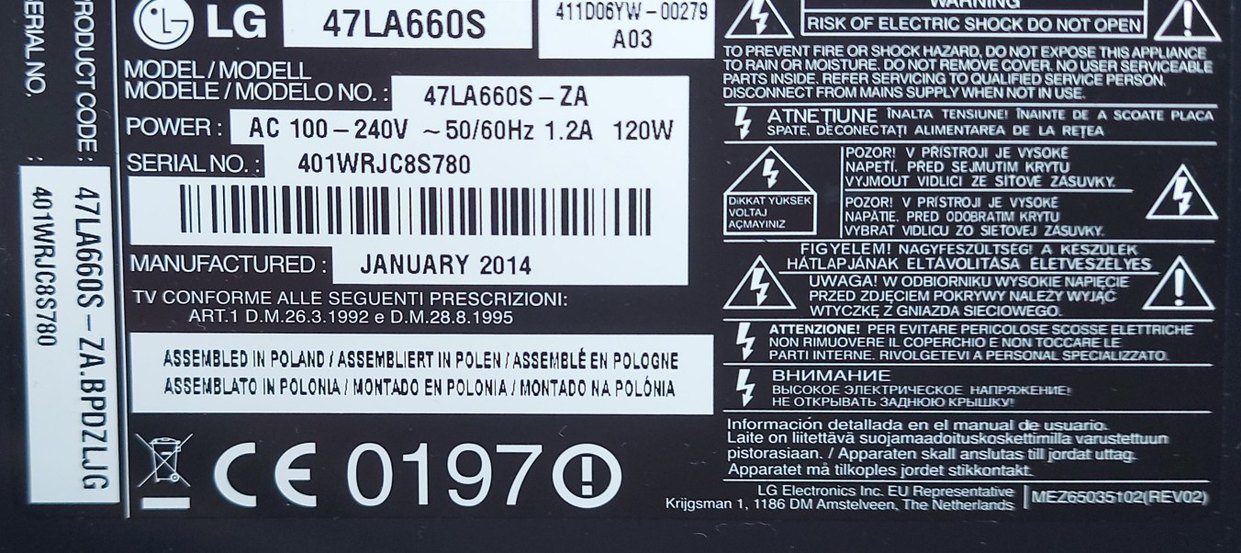 LG 47LA660S
411D06YW-00279
A03
MODEL / MODELL
MODELE / MODELO NO. : 47LA660S-ZA
POWER : AC 100-240V ~50/60Hz 1.2A 120W
SERIAL NO. : 401WRJC8S780
MANUFACTURED : JANUARY 2014
TV CONFORME ALLE SEGUENTI PRESCRIZIONI:
ART.1 D.M.26.3.1992 e D.M.28.8.1995
ASSEMBLED IN POLAND / ASSEMBLIERT IN POLEN / ASSEMBLÉ EN POLOGNE
ASSEMBLATO IN POLONIA / MONTADO EN POLONIA / MONTADO NA POLÓNIA
CE 0197
PRODUCT CODE : 47LA660S-ZA.BPDZLJG
SERIAL NO. : 401WRJC8S780
WARNING
RISK OF ELECTRIC SHOCK DO NOT OPEN
TO PREVENT FIRE OR SHOCK HAZARD, DO NOT EXPOSE THIS APPLIANCE
TO RAIN OR MOISTURE. DO NOT REMOVE COVER. NO USER SERVICEABLE
PARTS INSIDE. REFER SERVICING TO QUALIFIED SERVICE PERSON.
DISCONNECT FROM MAINS SUPPLY WHEN NOT IN USE.
ATNEŢIUNE ÎNALTA TENSIUNE! ÎNAINTE DE A SCOATE PLACA
SPATE, DECONECTAŢI ALIMENTAREA DE LA REŢEA
DiKKAT YÜKSEK
VOLTAJ
AÇMAYINIZ
POZOR! V PŘÍSTROJI JE VYSOKÉ
NAPĚTÍ. PŘED SEJMUTIM KRYTU
VYJMOUT VIDLICI ZE SÍTOVÉ ZÁSUVKY.
POZOR! V PRÍSTROJI JE VYSOKÉ
NAPÄTIE. PRED ODOBRATIM KRYTU
VYBRAT VIDLICU ZO SIETOVEJ ZÁSUVKY.
FIGYELEM! NAGYFESZÜLTSÉG! A KÉSZÜLÉK
HÁTLAPJÁNAK ELTAVOLITÁSA ÉLETVESZÉLYES
UWAGA! W ODBIORNIKU WYSOKIE NAPIĘCIE
PRZED ZDJĘCIEM POKRYWY NALEŻY WYJĄĆ
WTYCZKĘ Z GNIAZDA SIECIOWEGO.
ATTENZIONE! PER EVITARE PERICOLOSE SCOSSE ELETTRICHE
NON RIMUOVERE IL COPERCHIO E NON TOCCARE LE
PARTI INTERNE. RIVOLGETEVI A PERSONAL SPECIALIZZATO.
ВНИМАНИЕ
ВЫСОКОЕ ЭЛЕКТРИЧЕСКОЕ НАПРЯЖЕНИЕ!
НЕ ОТКРЫВАТЬ ЗАДНЮЮ КРЫШКУ!
Información detallada en el manual de usuario.
Laite on liitettävä suojamaadoituskoskettimilla varustettuun
pistorasiaan. / Apparaten skall anslutas till jordat uttag.
Apparatet må tilkoples jordet stikkontakt.
LG Electronics Inc. EU Representative
Krijgsman 1, 1186 DM Amstelveen, The Netherlands
MEZ65035102(REV02)